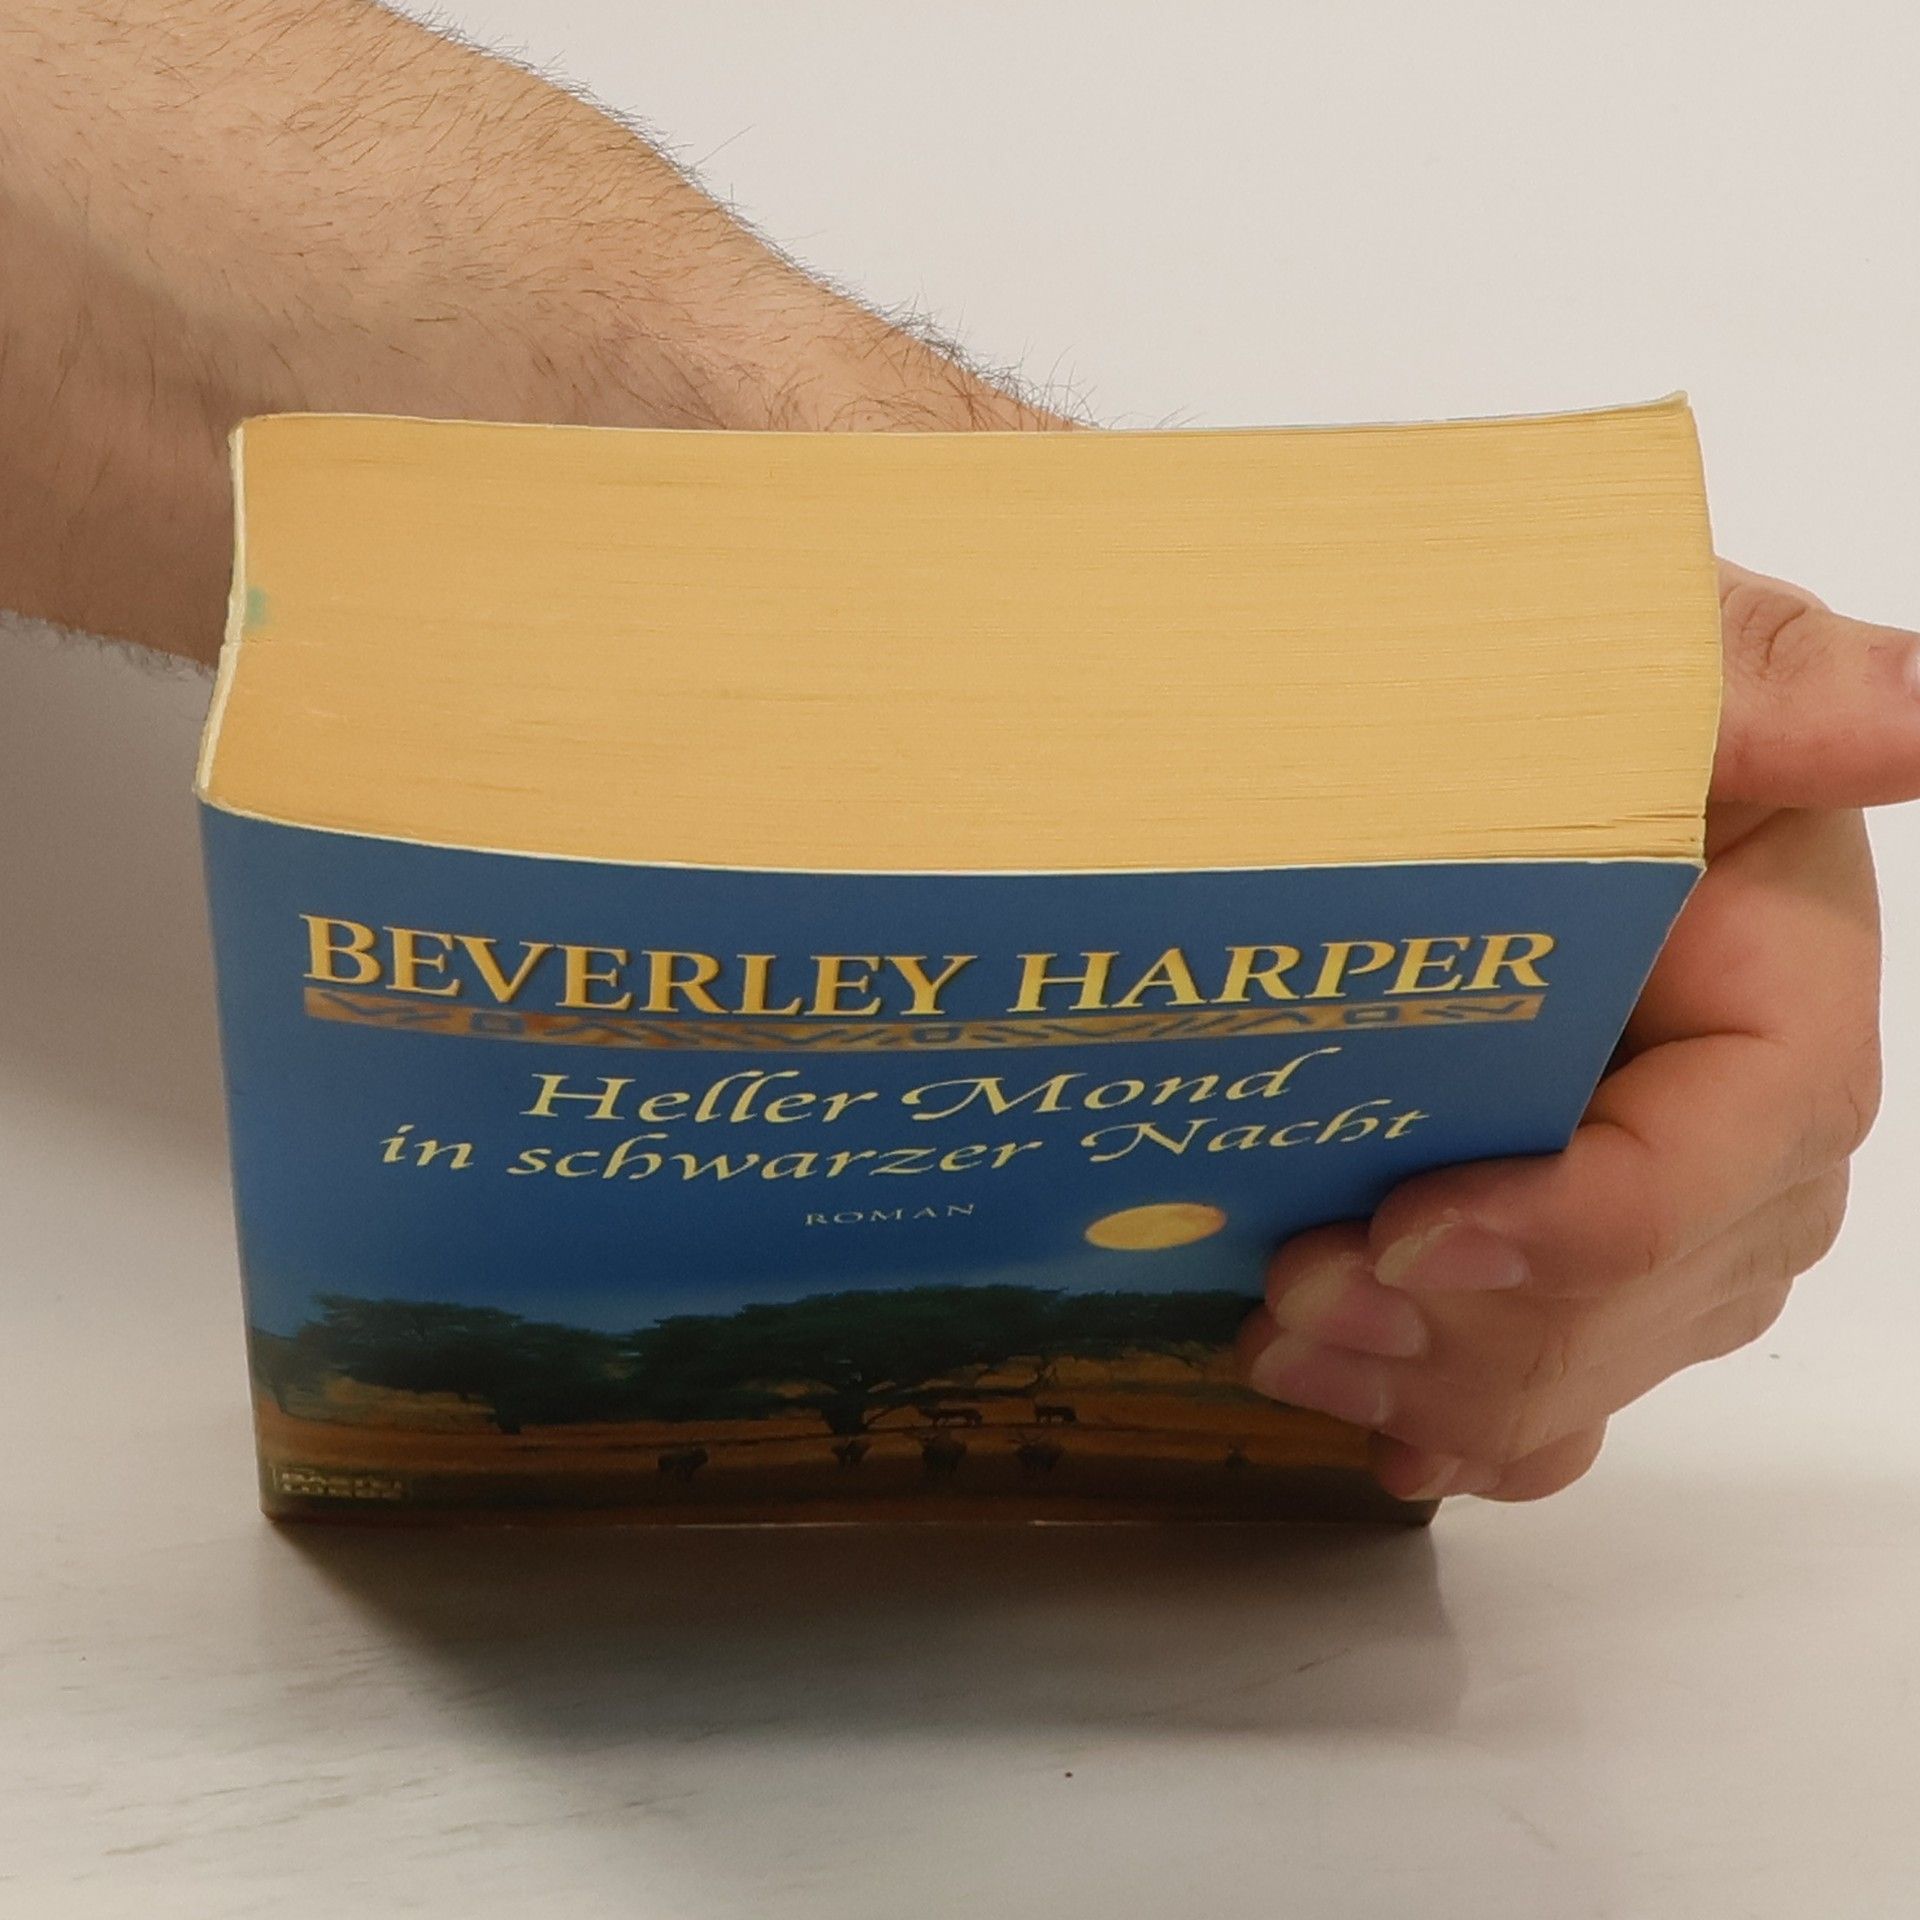 BEVERLEY HARPER
Heller Mond
in schwarzer Nacht
ROMAN